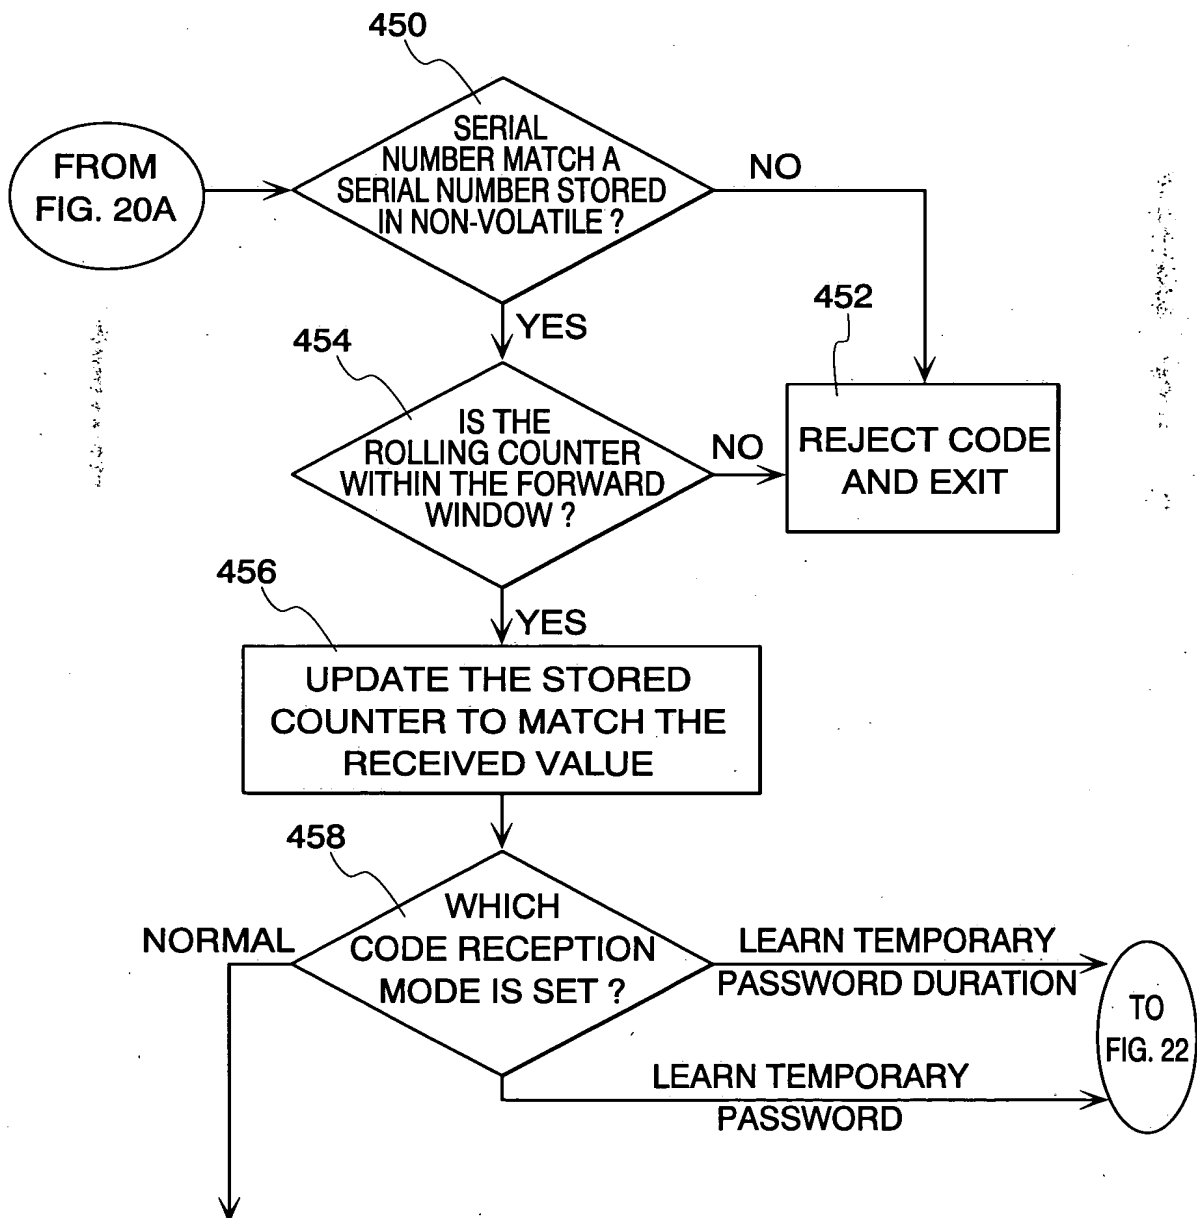 450
FROM
FIG. 20A
SERIAL
NUMBER MATCH A
SERIAL NUMBER STORED
IN NON-VOLATILE ?
NO
YES
452
REJECT CODE
AND EXIT
454
IS THE
ROLLING COUNTER
WITHIN THE FORWARD
WINDOW ?
NO
YES
456
UPDATE THE STORED
COUNTER TO MATCH THE
RECEIVED VALUE
458
WHICH
CODE RECEPTION
MODE IS SET ?
NORMAL
LEARN TEMPORARY
PASSWORD DURATION
LEARN TEMPORARY
PASSWORD
TO
FIG. 22